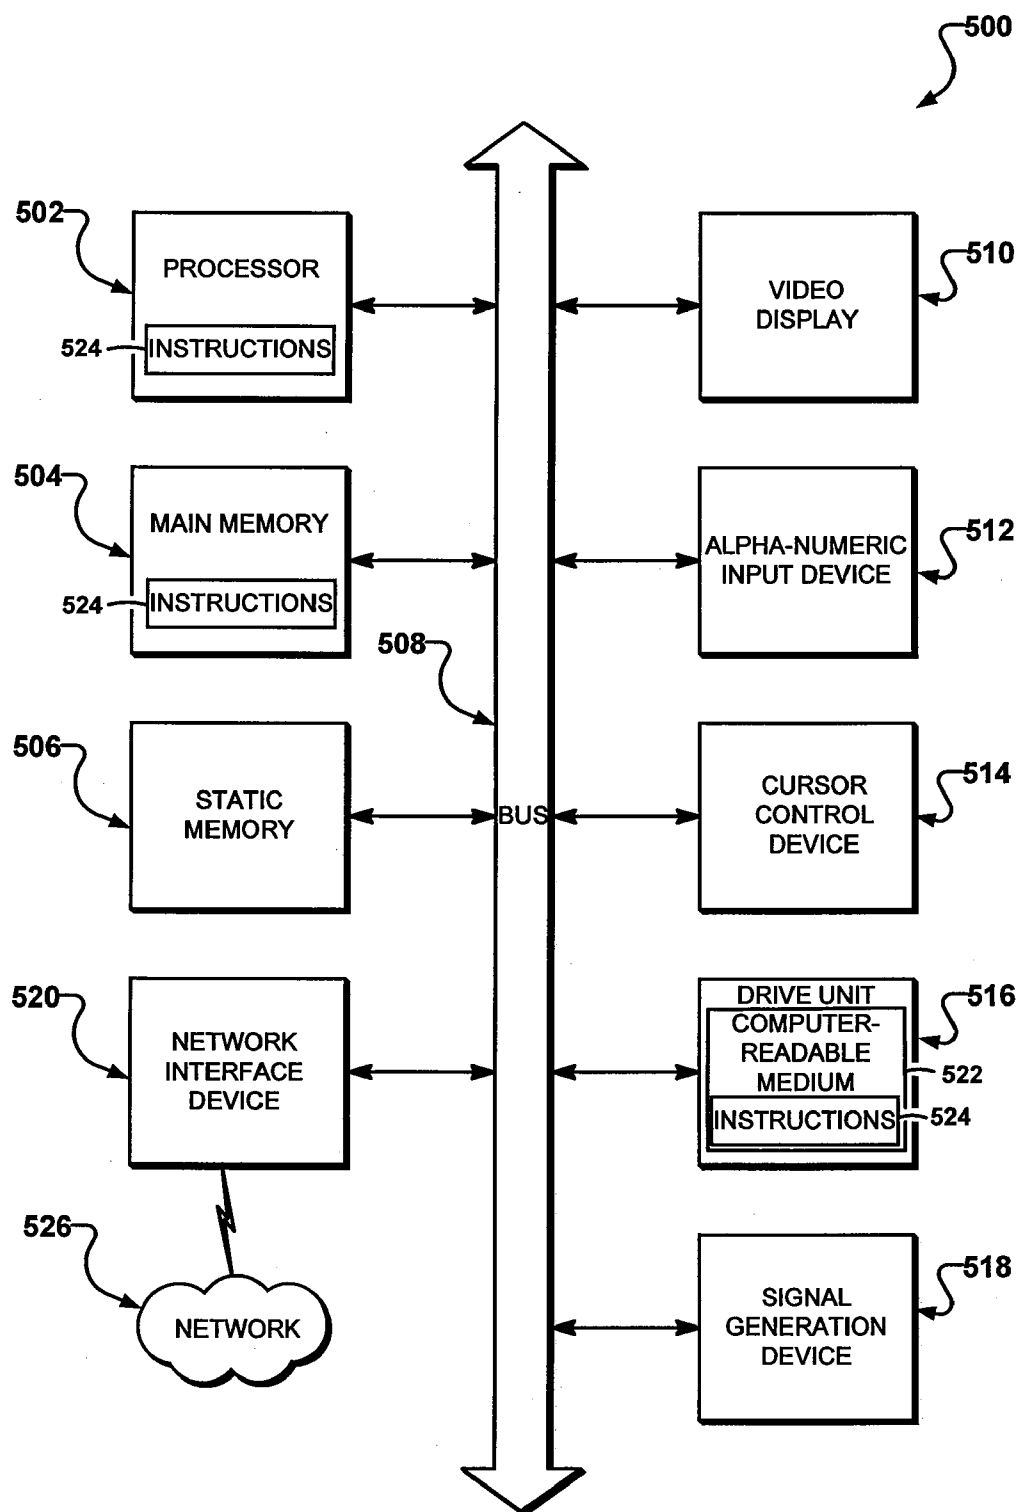 500
502
PROCESSOR
524
INSTRUCTIONS
510
VIDEO
DISPLAY
504
MAIN MEMORY
524
INSTRUCTIONS
512
ALPHA-NUMERIC
INPUT DEVICE
508
BUS
506
STATIC
MEMORY
514
CURSOR
CONTROL
DEVICE
520
NETWORK
INTERFACE
DEVICE
516
DRIVE UNIT
COMPUTER-
READABLE
MEDIUM
522
INSTRUCTIONS
524
526
NETWORK
518
SIGNAL
GENERATION
DEVICE